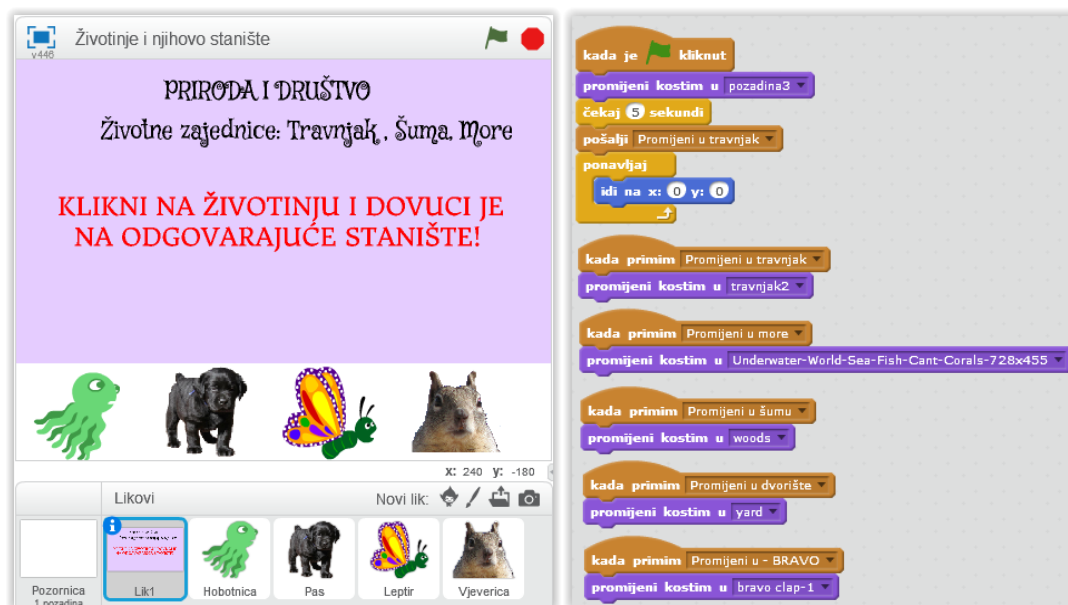 Životinje i njihovo stanište
v446
PRIRODA I DRUŠTVO
Životne zajednice: Travnjak , Šuma, More
KLIKNI NA ŽIVOTINJU I DOVUCI JE
NA ODGOVARAJUĆE STANIŠTE!
x: 240 y: -180
Likovi
Novi lik:
Pozornica
1 pozadina
Lik1
Hobotnica
Pas
Leptir
Vjeverica
kada je kliknut
promijeni kostim u pozadina3
čekaj 5 sekundi
pošalji Promijeni u travnjak
ponavljaj
idi na x: 0 y: 0
kada primim Promijeni u travnjak
promijeni kostim u travnjak2
kada primim Promijeni u more
promijeni kostim u Underwater-World-Sea-Fish-Cant-Corals-728x455
kada primim Promijeni u šumu
promijeni kostim u woods
kada primim Promijeni u dvorište
promijeni kostim u yard
kada primim Promijeni u - BRAVO
promijeni kostim u bravo clap-1